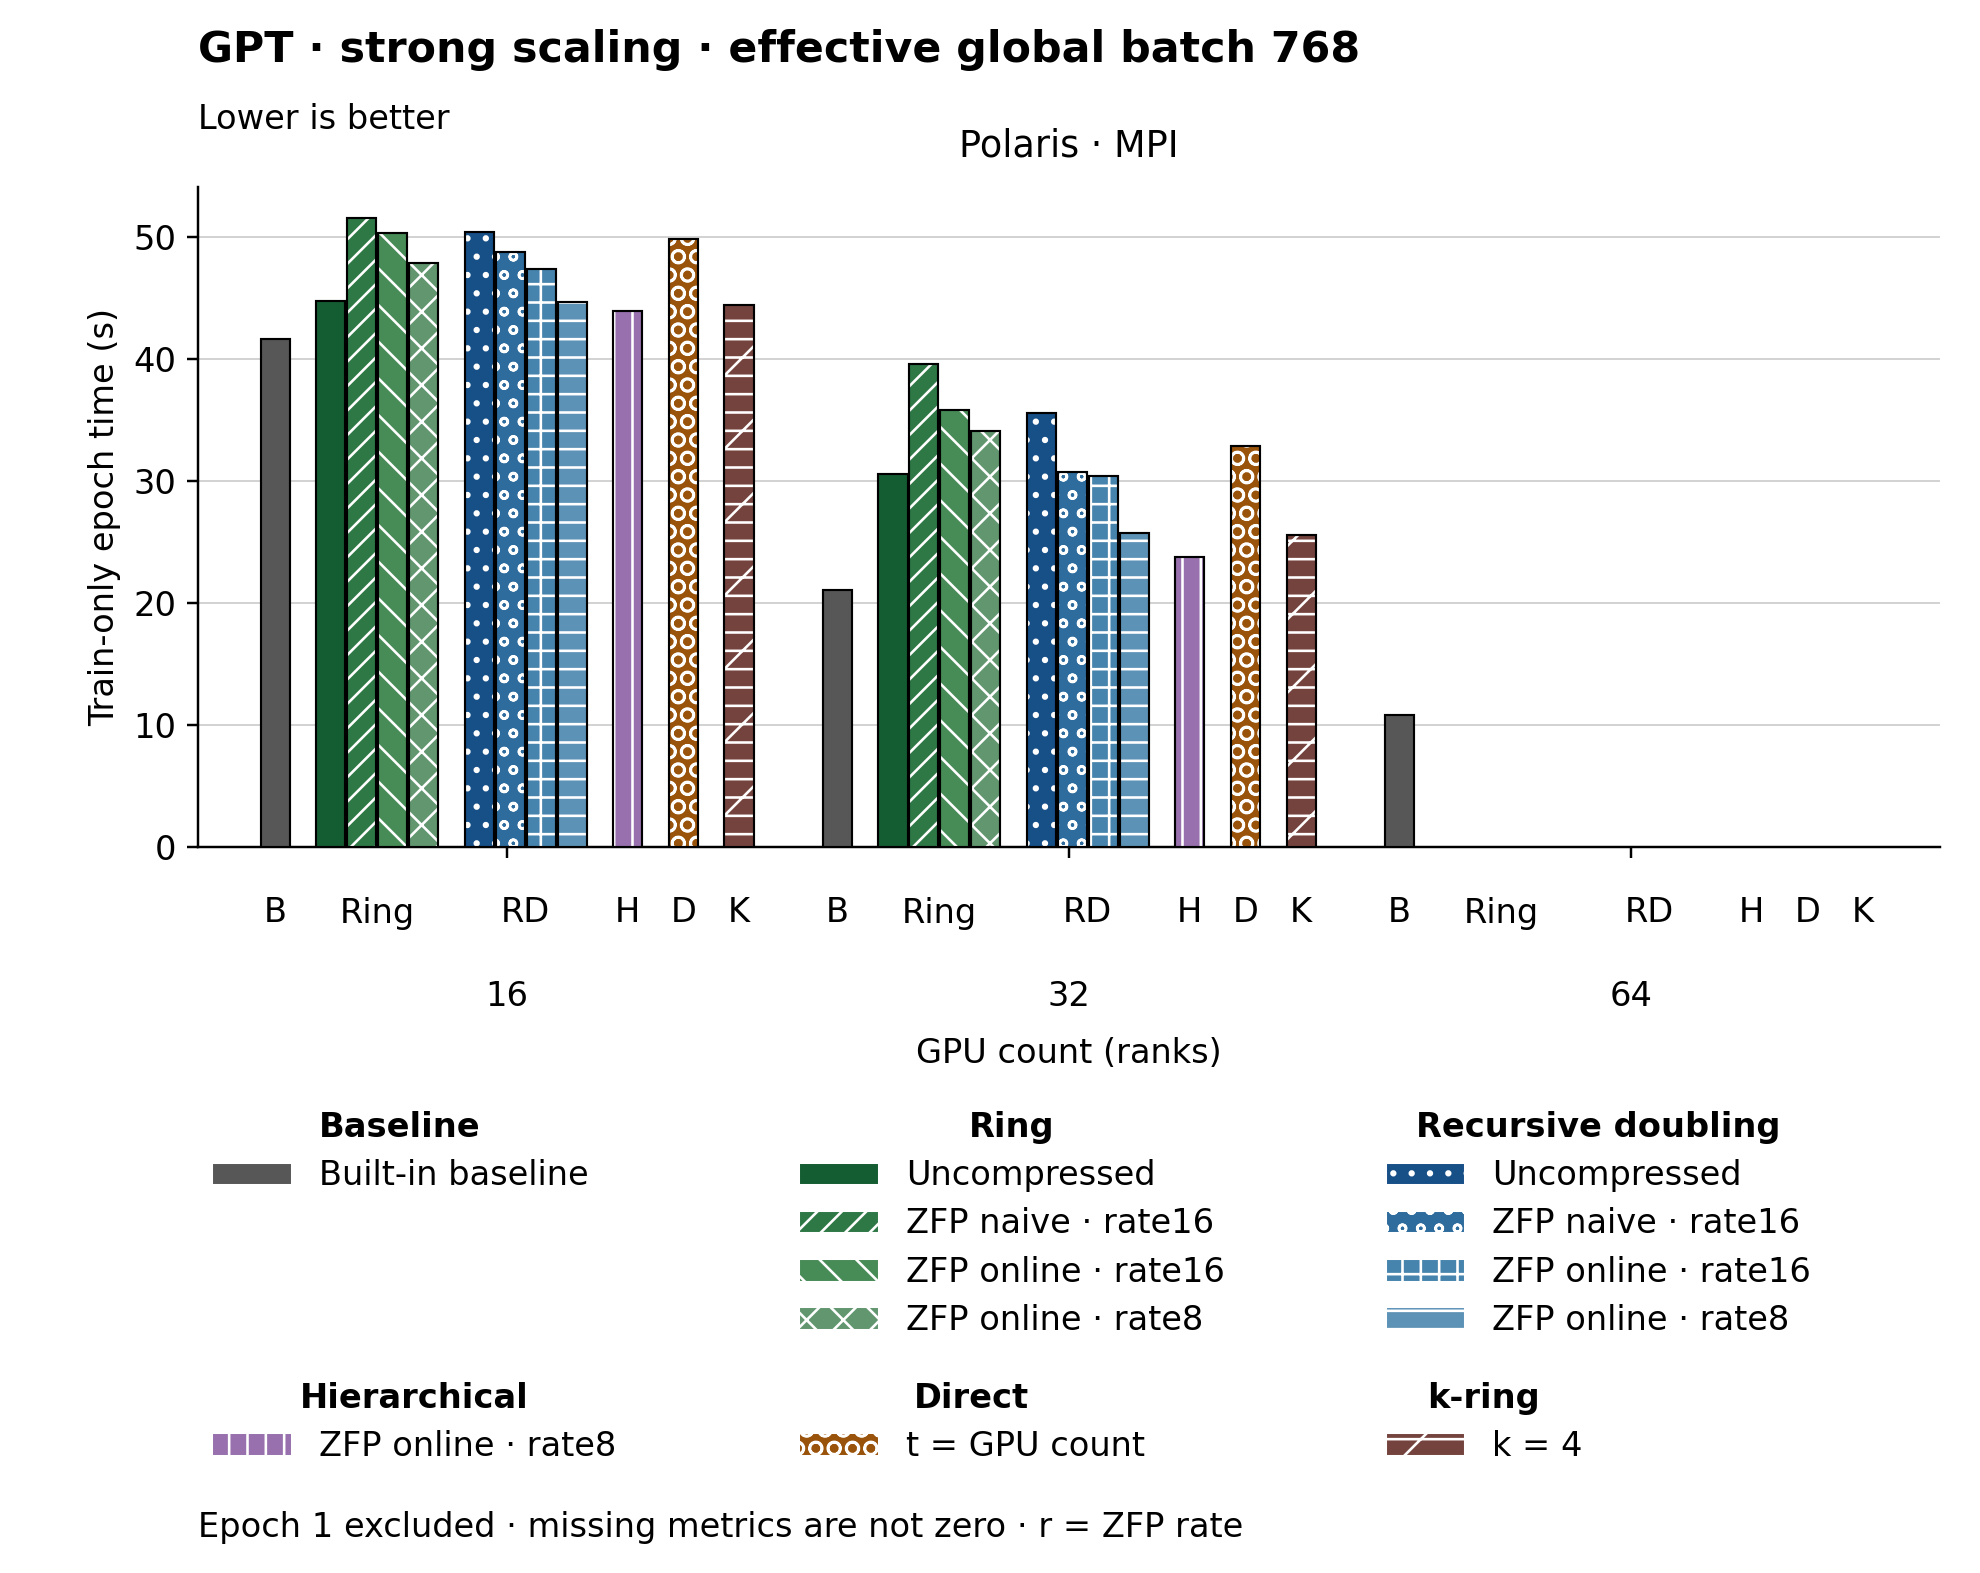 GPT · strong scaling · effective global batch 768
Lower is better
Polaris · MPI
Train-only epoch time (s)
50
40
30
20
10
0
B Ring RD H D K B Ring RD H D K B Ring RD H D K
16 32 64
GPU count (ranks)
Baseline
Built-in baseline
Ring
Uncompressed
ZFP naive · rate16
ZFP online · rate16
ZFP online · rate8
Recursive doubling
Uncompressed
ZFP naive · rate16
ZFP online · rate16
ZFP online · rate8
Hierarchical
ZFP online · rate8
Direct
t = GPU count
k-ring
k = 4
Epoch 1 excluded · missing metrics are not zero · r = ZFP rate